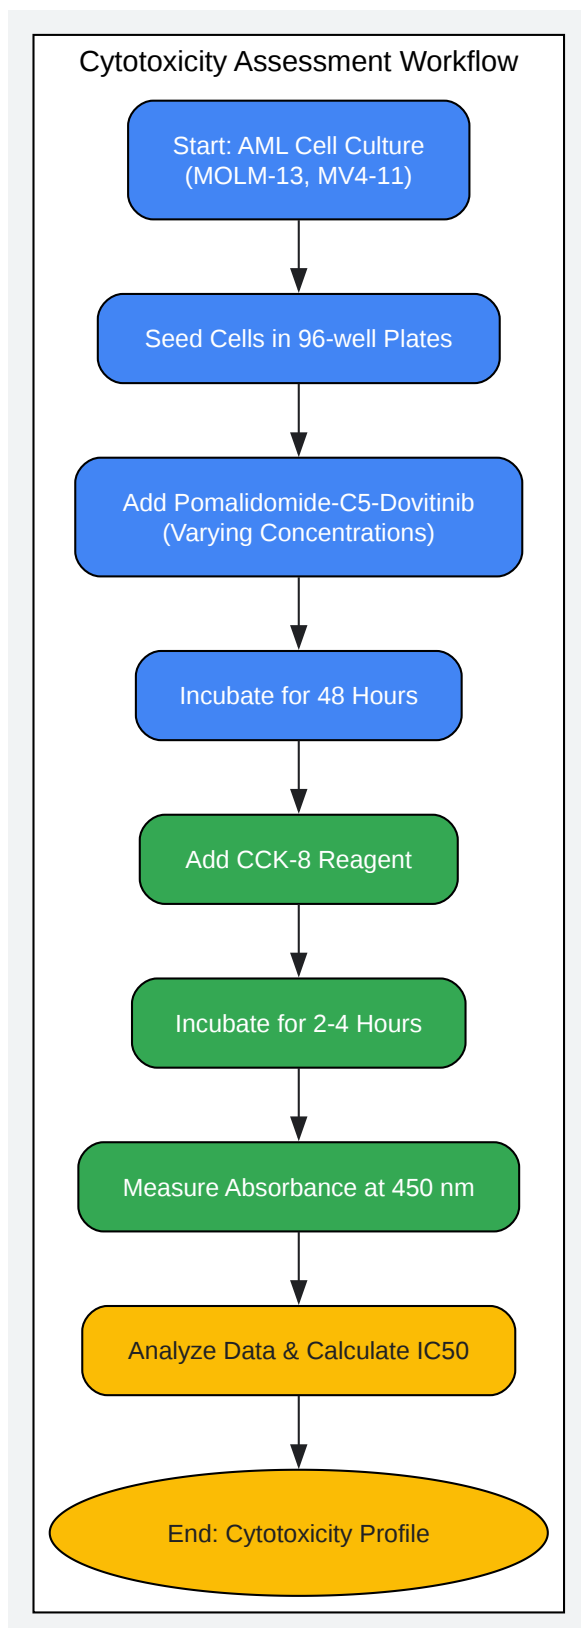 Cytotoxicity Assessment Workflow
Start: AML Cell Culture
(MOLM-13, MV4-11)
Seed Cells in 96-well Plates
Add Pomalidomide-C5-Dovitinib
(Varying Concentrations)
Incubate for 48 Hours
Add CCK-8 Reagent
Incubate for 2-4 Hours
Measure Absorbance at 450 nm
Analyze Data & Calculate IC50
End: Cytotoxicity Profile